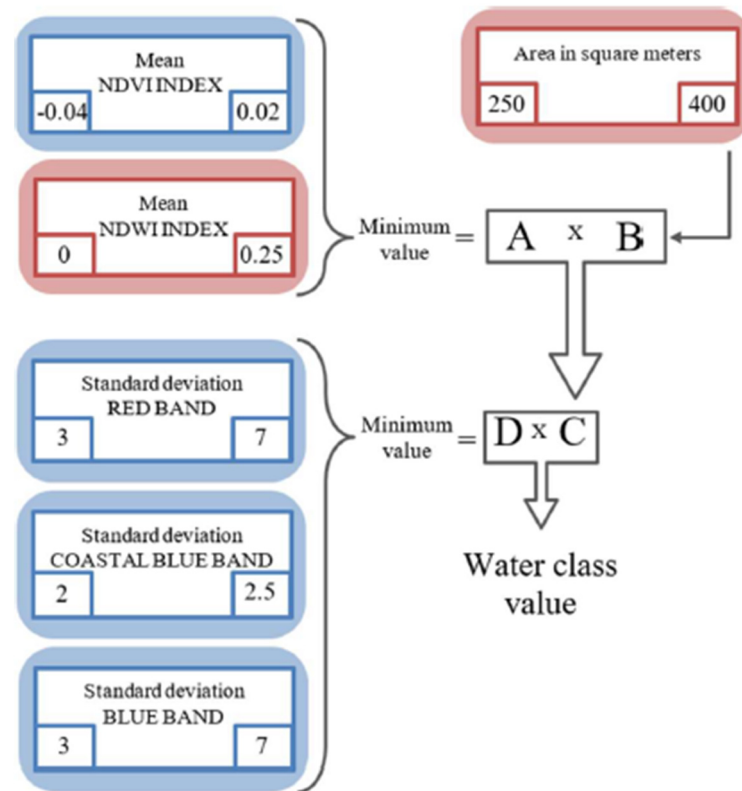 Mean
NDVI INDEX
-0.04 0.02
Mean
NDWI INDEX
0 0.25
Area in square meters
250 400
Minimum
value
= A x B
Standard deviation
RED BAND
3 7
Standard deviation
COASTAL BLUE BAND
2 2.5
Standard deviation
BLUE BAND
3 7
Minimum
value
= D x C
Water class
value